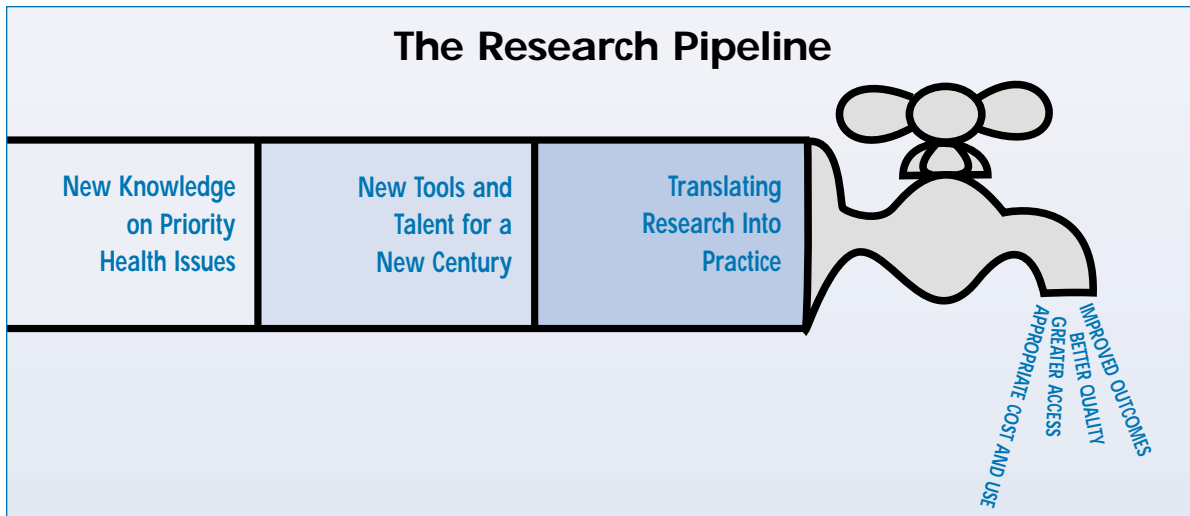 The Research Pipeline
New Knowledge
on Priority
Health Issues
New Tools and
Talent for a
New Century
Translating
Research Into
Practice
IMPROVED OUTCOMES
BETTER QUALITY
GREATER ACCESS
APPROPRIATE COST AND USE